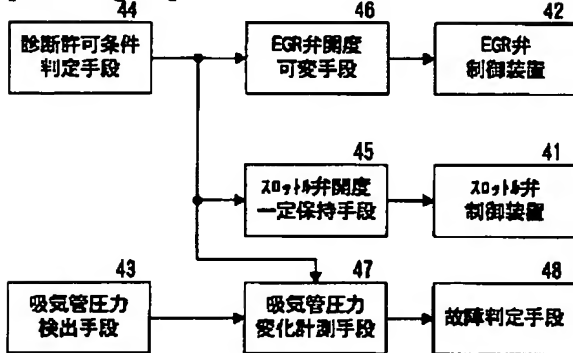 44
診断許可条件
判定手段
46
EGR弁開度
可変手段
42
EGR弁
制御装置
45
スロットル弁開度
一定保持手段
41
スロットル弁
制御装置
43
吸気管圧力
検出手段
47
吸気管圧力
変化計測手段
48
故障判定手段